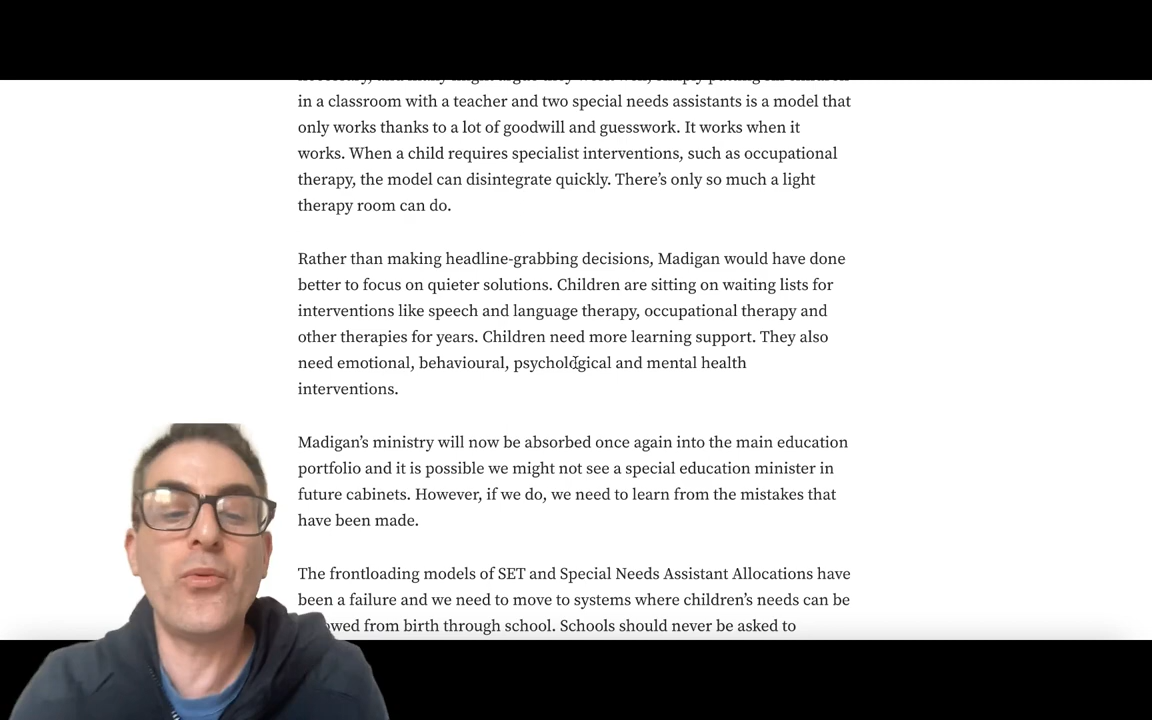 in a classroom with a teacher and two special needs assistants is a model that
only works thanks to a lot of goodwill and guesswork. It works when it
works. When a child requires specialist interventions, such as occupational
therapy, the model can disintegrate quickly. There’s only so much a light
therapy room can do.
Rather than making headline-grabbing decisions, Madigan would have done
better to focus on quieter solutions. Children are sitting on waiting lists for
interventions like speech and language therapy, occupational therapy and
other therapies for years. Children need more learning support. They also
need emotional, behavioural, psychological and mental health
interventions.
Madigan’s ministry will now be absorbed once again into the main education
portfolio and it is possible we might not see a special education minister in
future cabinets. However, if we do, we need to learn from the mistakes that
have been made.
The frontloading models of SET and Special Needs Assistant Allocations have
been a failure and we need to move to systems where children’s needs can be
from birth through school. Schools should never be asked to